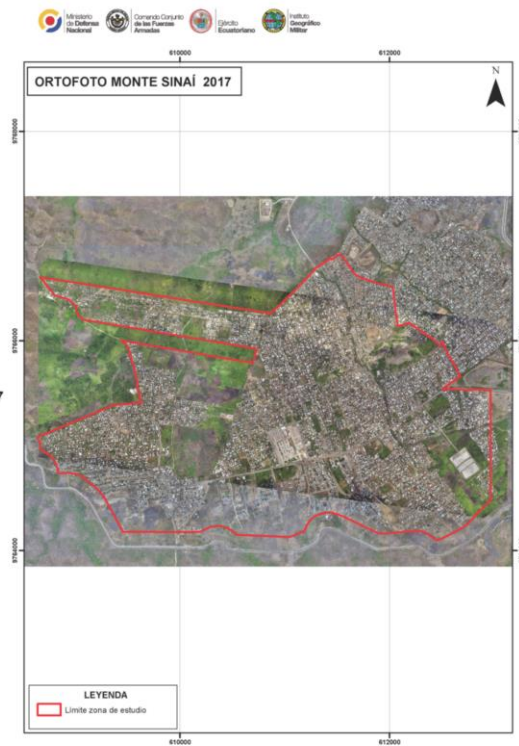 Ministerio
de Defensa
Nacional
Comando Conjunto
de las Fuerzas
Armadas
Ejército
Ecuatoriano
Instituto
Geográfico
Militar
610000
612000
ORTOFOTO MONTE SINAÍ 2017
N
9764000
LEYENDA
Límite zona de estudio
610000
612000